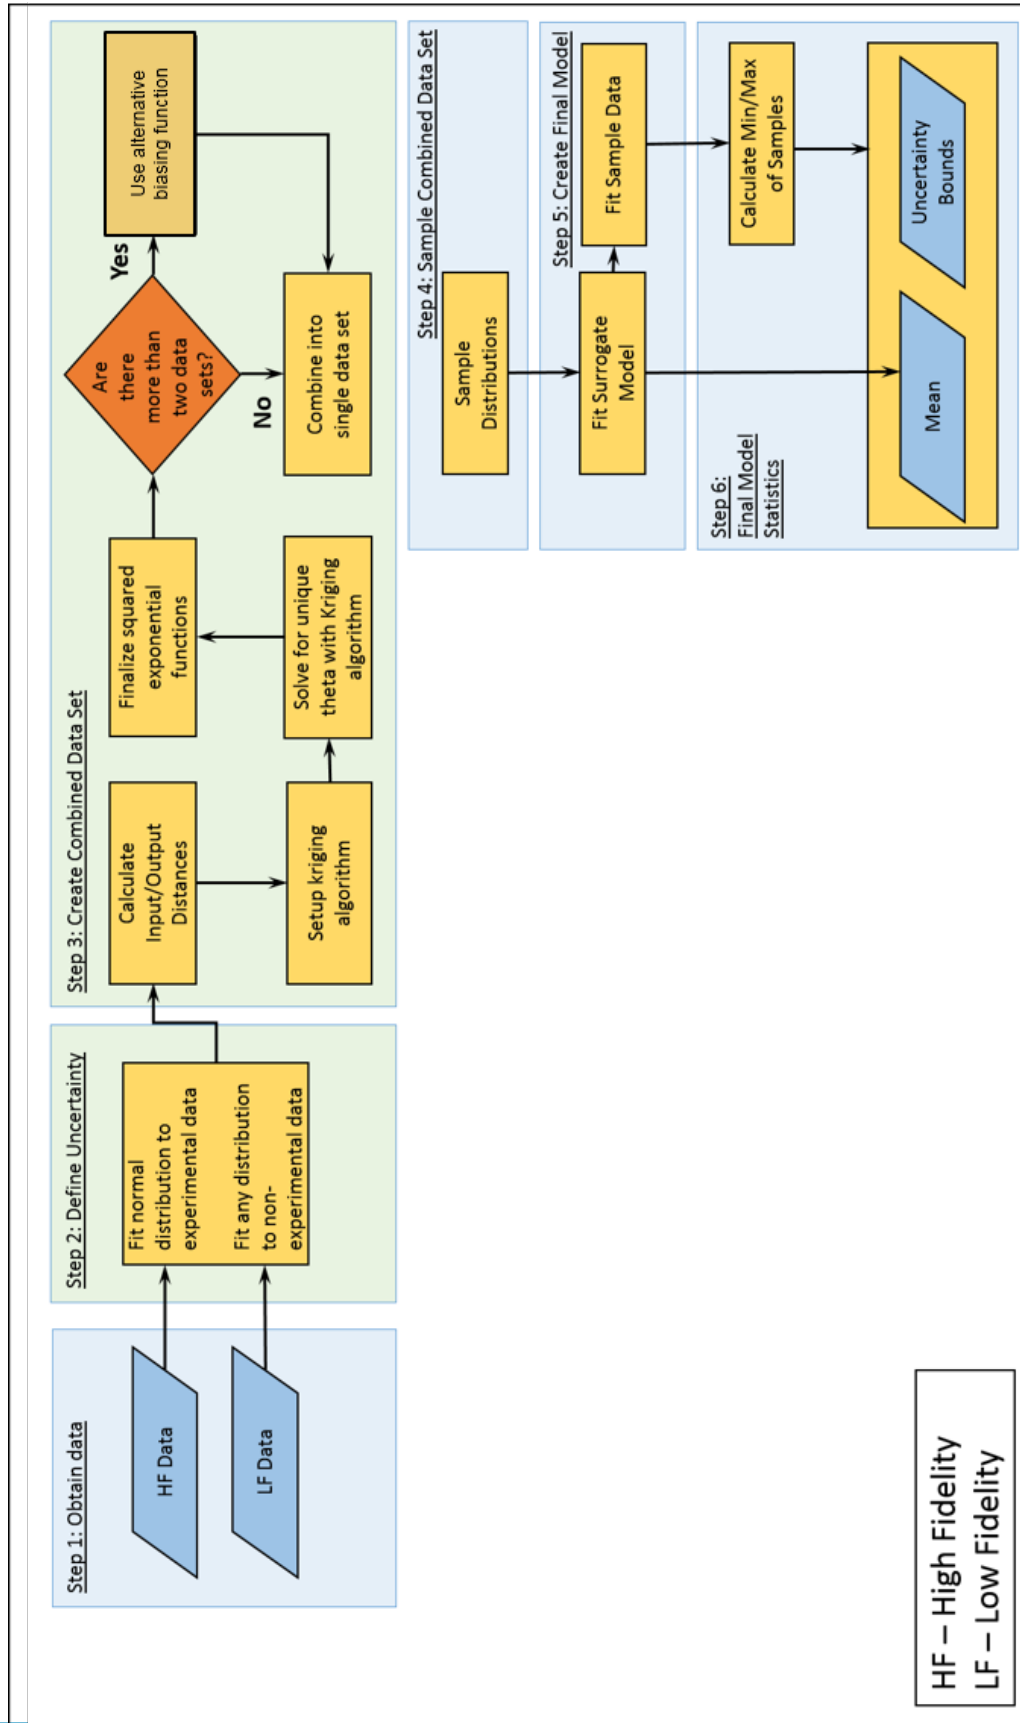 Step 1: Obtain data
HF Data
LF Data
Step 2: Define Uncertainty
Fit normal
distribution to
experimental data
Fit any distribution
to non-
experimental data
Step 3: Create Combined Data Set
Calculate
Input/Output
Distances
Setup kriging
algorithm
Solve for unique
theta with Kriging
algorithm
Finalize squared
exponential
functions
Are
there
more than
two data
sets?
Yes
No
Use alternative
biasing function
Combine into
single data set
Step 4: Sample Combined Data Set
Sample
Distributions
Step 5: Create Final Model
Fit Surrogate
Model
Fit Sample Data
Step 6:
Final Model
Statistics
Calculate Min/Max
of Samples
Mean
Uncertainty
Bounds
HF – High Fidelity
LF – Low Fidelity